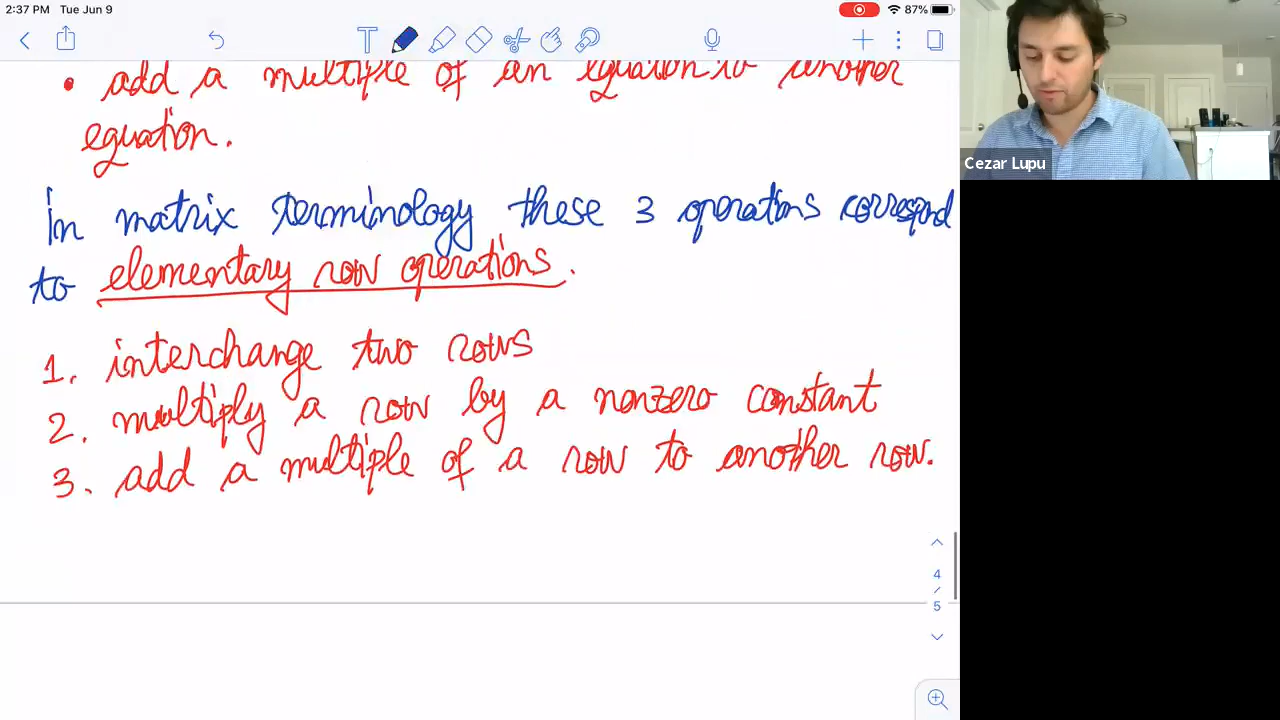 2:37 PM Tue Jun 9
87%
• add a multiple of an equation to another
equation.
In matrix terminology these 3 operations correspond
to elementary row operations.
1. interchange two rows
2. multiply a row by a nonzero constant
3. add a multiple of a row to another row.
4
/
5
Cezar Lupu